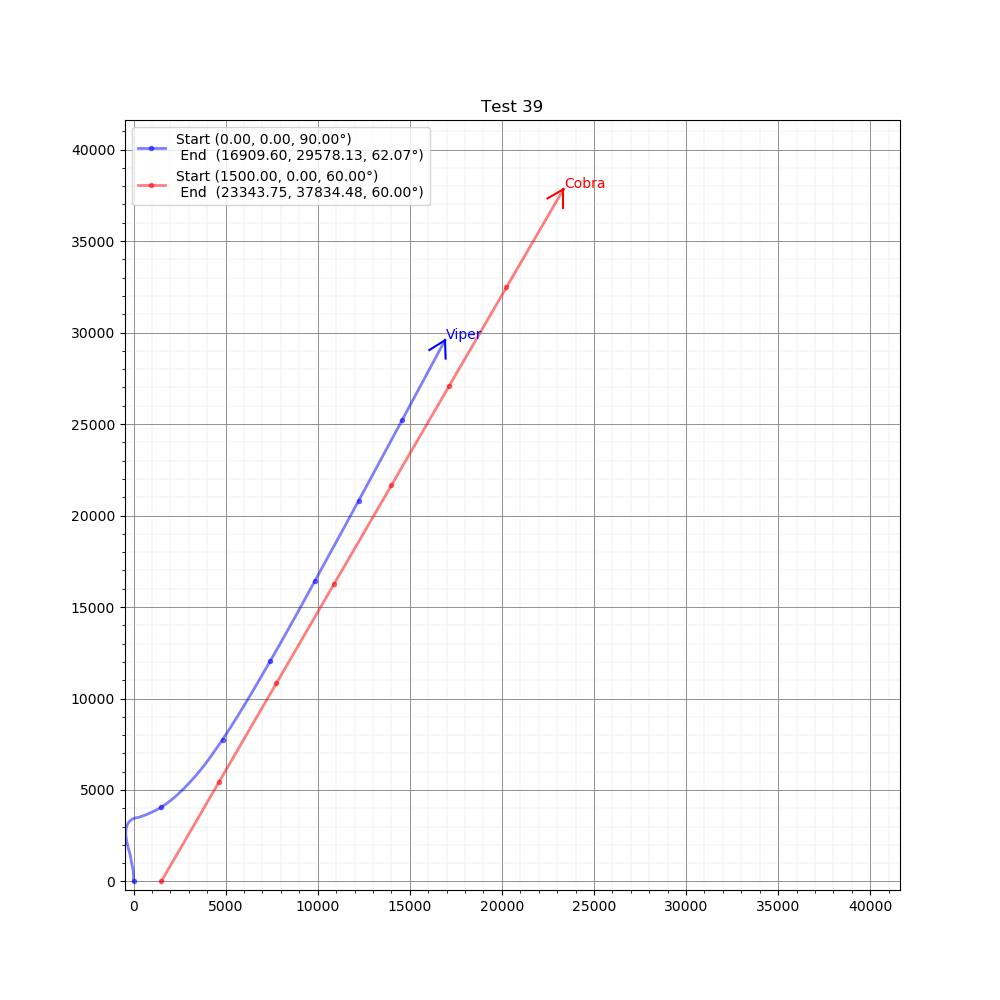 Test 39
Start (0.00, 0.00, 90.00°)
End (16909.60, 29578.13, 62.07°)
Start (1500.00, 0.00, 60.00°)
End (23343.75, 37834.48, 60.00°)
Cobra
Viper
40000
35000
30000
25000
20000
15000
10000
5000
0
0 5000 10000 15000 20000 25000 30000 35000 40000